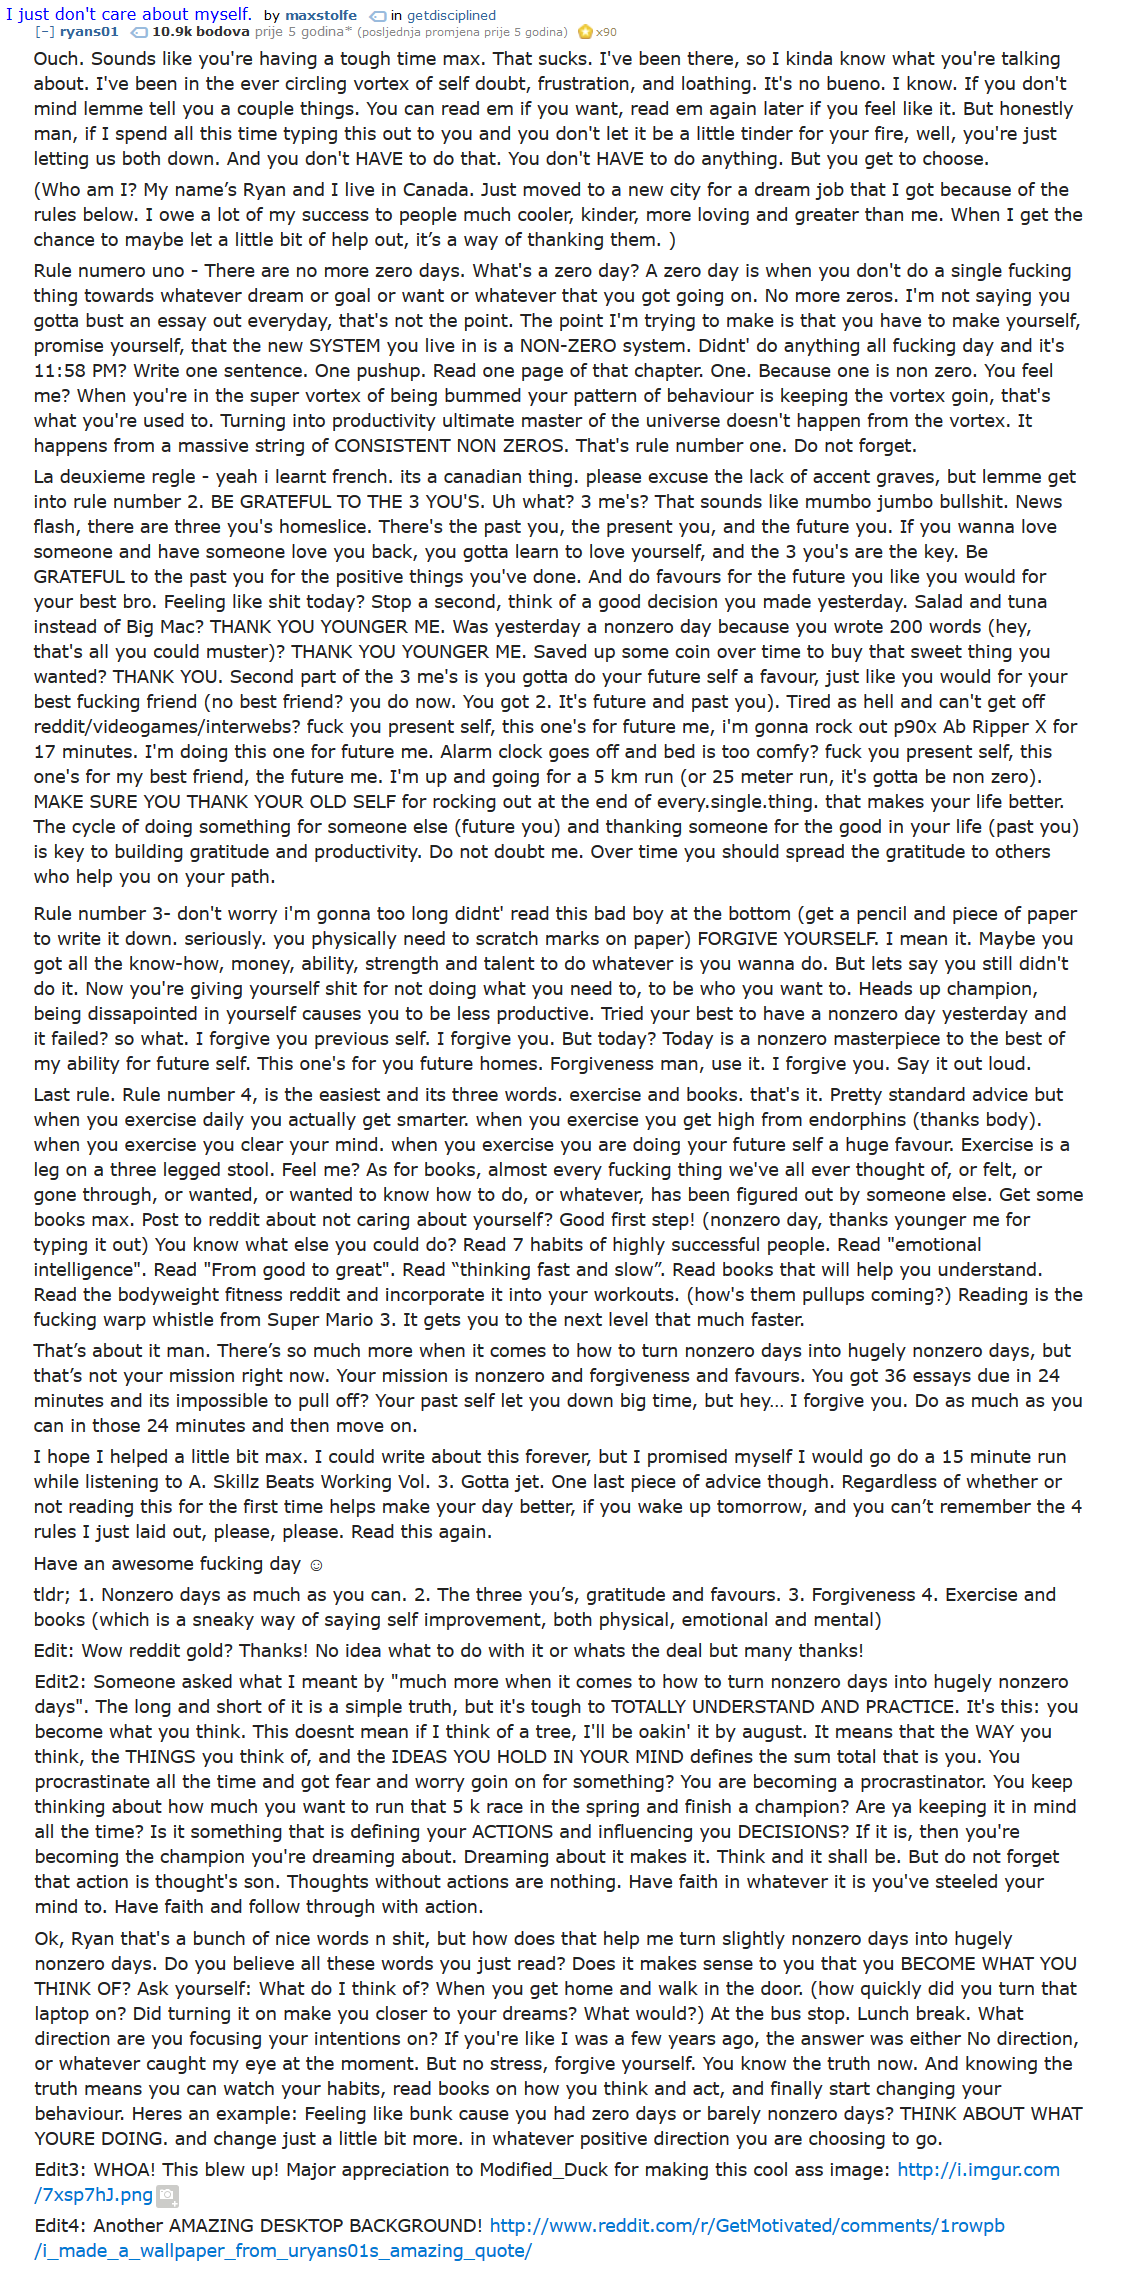 I just don't care about myself. by maxstolfe in getdisciplined
[-] ryans01 10.9k bodova prije 5 godina* (posljednja promjena prije 5 godina) x90
Ouch. Sounds like you're having a tough time max. That sucks. I've been there, so I kinda know what you're talking
about. I've been in the ever circling vortex of self doubt, frustration, and loathing. It's no bueno. I know. If you don't
mind lemme tell you a couple things. You can read em if you want, read em again later if you feel like it. But honestly
man, if I spend all this time typing this out to you and you don't let it be a little tinder for your fire, well, you're just
letting us both down. And you don't HAVE to do that. You don't HAVE to do anything. But you get to choose.
(Who am I? My name’s Ryan and I live in Canada. Just moved to a new city for a dream job that I got because of the
rules below. I owe a lot of my success to people much cooler, kinder, more loving and greater than me. When I get the
chance to maybe let a little bit of help out, it’s a way of thanking them. )
Rule numero uno - There are no more zero days. What's a zero day? A zero day is when you don't do a single fucking
thing towards whatever dream or goal or want or whatever that you got going on. No more zeros. I'm not saying you
gotta bust an essay out everyday, that's not the point. The point I'm trying to make is that you have to make yourself,
promise yourself, that the new SYSTEM you live in is a NON-ZERO system. Didnt' do anything all fucking day and it's
11:58 PM? Write one sentence. One pushup. Read one page of that chapter. One. Because one is non zero. You feel
me? When you're in the super vortex of being bummed your pattern of behaviour is keeping the vortex goin, that's
what you're used to. Turning into productivity ultimate master of the universe doesn't happen from the vortex. It
happens from a massive string of CONSISTENT NON ZEROS. That's rule number one. Do not forget.
La deuxieme regle - yeah i learnt french. its a canadian thing. please excuse the lack of accent graves, but lemme get
into rule number 2. BE GRATEFUL TO THE 3 YOU'S. Uh what? 3 me's? That sounds like mumbo jumbo bullshit. News
flash, there are three you's homeslice. There's the past you, the present you, and the future you. If you wanna love
someone and have someone love you back, you gotta learn to love yourself, and the 3 you's are the key. Be
GRATEFUL to the past you for the positive things you've done. And do favours for the future you like you would for
your best bro. Feeling like shit today? Stop a second, think of a good decision you made yesterday. Salad and tuna
instead of Big Mac? THANK YOU YOUNGER ME. Was yesterday a nonzero day because you wrote 200 words (hey,
that's all you could muster)? THANK YOU YOUNGER ME. Saved up some coin over time to buy that sweet thing you
wanted? THANK YOU. Second part of the 3 me's is you gotta do your future self a favour, just like you would for your
best fucking friend (no best friend? you do now. You got 2. It's future and past you). Tired as hell and can't get off
reddit/videogames/interwebs? fuck you present self, this one's for future me, i'm gonna rock out p90x Ab Ripper X for
17 minutes. I'm doing this one for future me. Alarm clock goes off and bed is too comfy? fuck you present self, this
one's for my best friend, the future me. I'm up and going for a 5 km run (or 25 meter run, it's gotta be non zero).
MAKE SURE YOU THANK YOUR OLD SELF for rocking out at the end of every.single.thing. that makes your life better.
The cycle of doing something for someone else (future you) and thanking someone for the good in your life (past you)
is key to building gratitude and productivity. Do not doubt me. Over time you should spread the gratitude to others
who help you on your path.
Rule number 3- don't worry i'm gonna too long didnt' read this bad boy at the bottom (get a pencil and piece of paper
to write it down. seriously. you physically need to scratch marks on paper) FORGIVE YOURSELF. I mean it. Maybe you
got all the know-how, money, ability, strength and talent to do whatever is you wanna do. But lets say you still didn't
do it. Now you're giving yourself shit for not doing what you need to, to be who you want to. Heads up champion,
being dissapointed in yourself causes you to be less productive. Tried your best to have a nonzero day yesterday and
it failed? so what. I forgive you previous self. I forgive you. But today? Today is a nonzero masterpiece to the best of
my ability for future self. This one's for you future homes. Forgiveness man, use it. I forgive you. Say it out loud.
Last rule. Rule number 4, is the easiest and its three words. exercise and books. that's it. Pretty standard advice but
when you exercise daily you actually get smarter. when you exercise you get high from endorphins (thanks body).
when you exercise you clear your mind. when you exercise you are doing your future self a huge favour. Exercise is a
leg on a three legged stool. Feel me? As for books, almost every fucking thing we've all ever thought of, or felt, or
gone through, or wanted, or wanted to know how to do, or whatever, has been figured out by someone else. Get some
books max. Post to reddit about not caring about yourself? Good first step! (nonzero day, thanks younger me for
typing it out) You know what else you could do? Read 7 habits of highly successful people. Read "emotional
intelligence". Read "From good to great". Read “thinking fast and slow”. Read books that will help you understand.
Read the bodyweight fitness reddit and incorporate it into your workouts. (how's them pullups coming?) Reading is the
fucking warp whistle from Super Mario 3. It gets you to the next level that much faster.
That’s about it man. There’s so much more when it comes to how to turn nonzero days into hugely nonzero days, but
that’s not your mission right now. Your mission is nonzero and forgiveness and favours. You got 36 essays due in 24
minutes and its impossible to pull off? Your past self let you down big time, but hey… I forgive you. Do as much as you
can in those 24 minutes and then move on.
I hope I helped a little bit max. I could write about this forever, but I promised myself I would go do a 15 minute run
while listening to A. Skillz Beats Working Vol. 3. Gotta jet. One last piece of advice though. Regardless of whether or
not reading this for the first time helps make your day better, if you wake up tomorrow, and you can’t remember the 4
rules I just laid out, please, please. Read this again.
Have an awesome fucking day ☺
tldr; 1. Nonzero days as much as you can. 2. The three you’s, gratitude and favours. 3. Forgiveness 4. Exercise and
books (which is a sneaky way of saying self improvement, both physical, emotional and mental)
Edit: Wow reddit gold? Thanks! No idea what to do with it or whats the deal but many thanks!
Edit2: Someone asked what I meant by "much more when it comes to how to turn nonzero days into hugely nonzero
days". The long and short of it is a simple truth, but it's tough to TOTALLY UNDERSTAND AND PRACTICE. It's this: you
become what you think. This doesnt mean if I think of a tree, I'll be oakin' it by august. It means that the WAY you
think, the THINGS you think of, and the IDEAS YOU HOLD IN YOUR MIND defines the sum total that is you. You
procrastinate all the time and got fear and worry goin on for something? You are becoming a procrastinator. You keep
thinking about how much you want to run that 5 k race in the spring and finish a champion? Are ya keeping it in mind
all the time? Is it something that is defining your ACTIONS and influencing you DECISIONS? If it is, then you're
becoming the champion you're dreaming about. Dreaming about it makes it. Think and it shall be. But do not forget
that action is thought's son. Thoughts without actions are nothing. Have faith in whatever it is you've steeled your
mind to. Have faith and follow through with action.
Ok, Ryan that's a bunch of nice words n shit, but how does that help me turn slightly nonzero days into hugely
nonzero days. Do you believe all these words you just read? Does it makes sense to you that you BECOME WHAT YOU
THINK OF? Ask yourself: What do I think of? When you get home and walk in the door. (how quickly did you turn that
laptop on? Did turning it on make you closer to your dreams? What would?) At the bus stop. Lunch break. What
direction are you focusing your intentions on? If you're like I was a few years ago, the answer was either No direction,
or whatever caught my eye at the moment. But no stress, forgive yourself. You know the truth now. And knowing the
truth means you can watch your habits, read books on how you think and act, and finally start changing your
behaviour. Heres an example: Feeling like bunk cause you had zero days or barely nonzero days? THINK ABOUT WHAT
YOURE DOING. and change just a little bit more. in whatever positive direction you are choosing to go.
Edit3: WHOA! This blew up! Major appreciation to Modified_Duck for making this cool ass image: http://i.imgur.com
/7xsp7hJ.png
Edit4: Another AMAZING DESKTOP BACKGROUND! http://www.reddit.com/r/GetMotivated/comments/1rowpb
/i_made_a_wallpaper_from_uryans01s_amazing_quote/